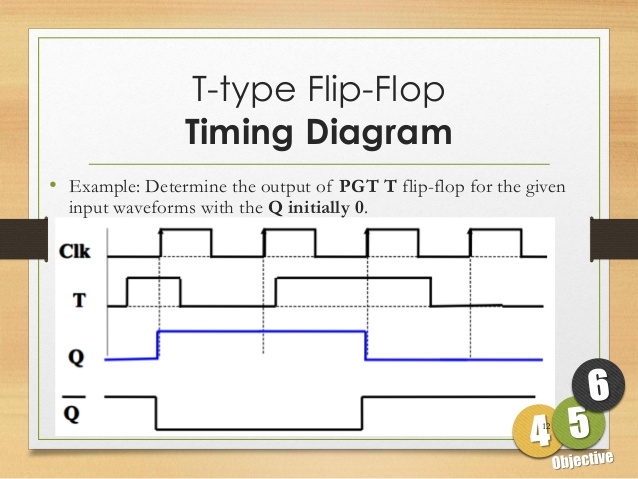 T-type Flip-Flop
Timing Diagram
• Example: Determine the output of PGT T flip-flop for the given
input waveforms with the Q initially 0.
Clk
T
Q
Q̅
12
4
5
6
Objective